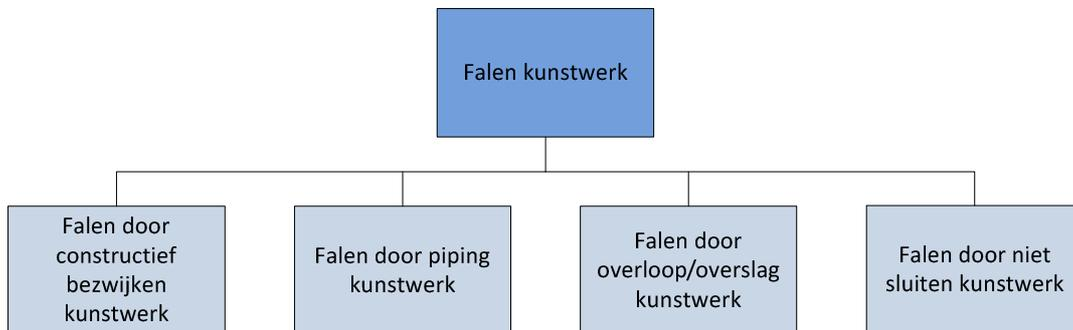 Falen kunstwerk
Falen door
constructief
bezwijken
kunstwerk
Falen door piping
kunstwerk
Falen door
overloop/overslag
kunstwerk
Falen door niet
sluiten kunstwerk